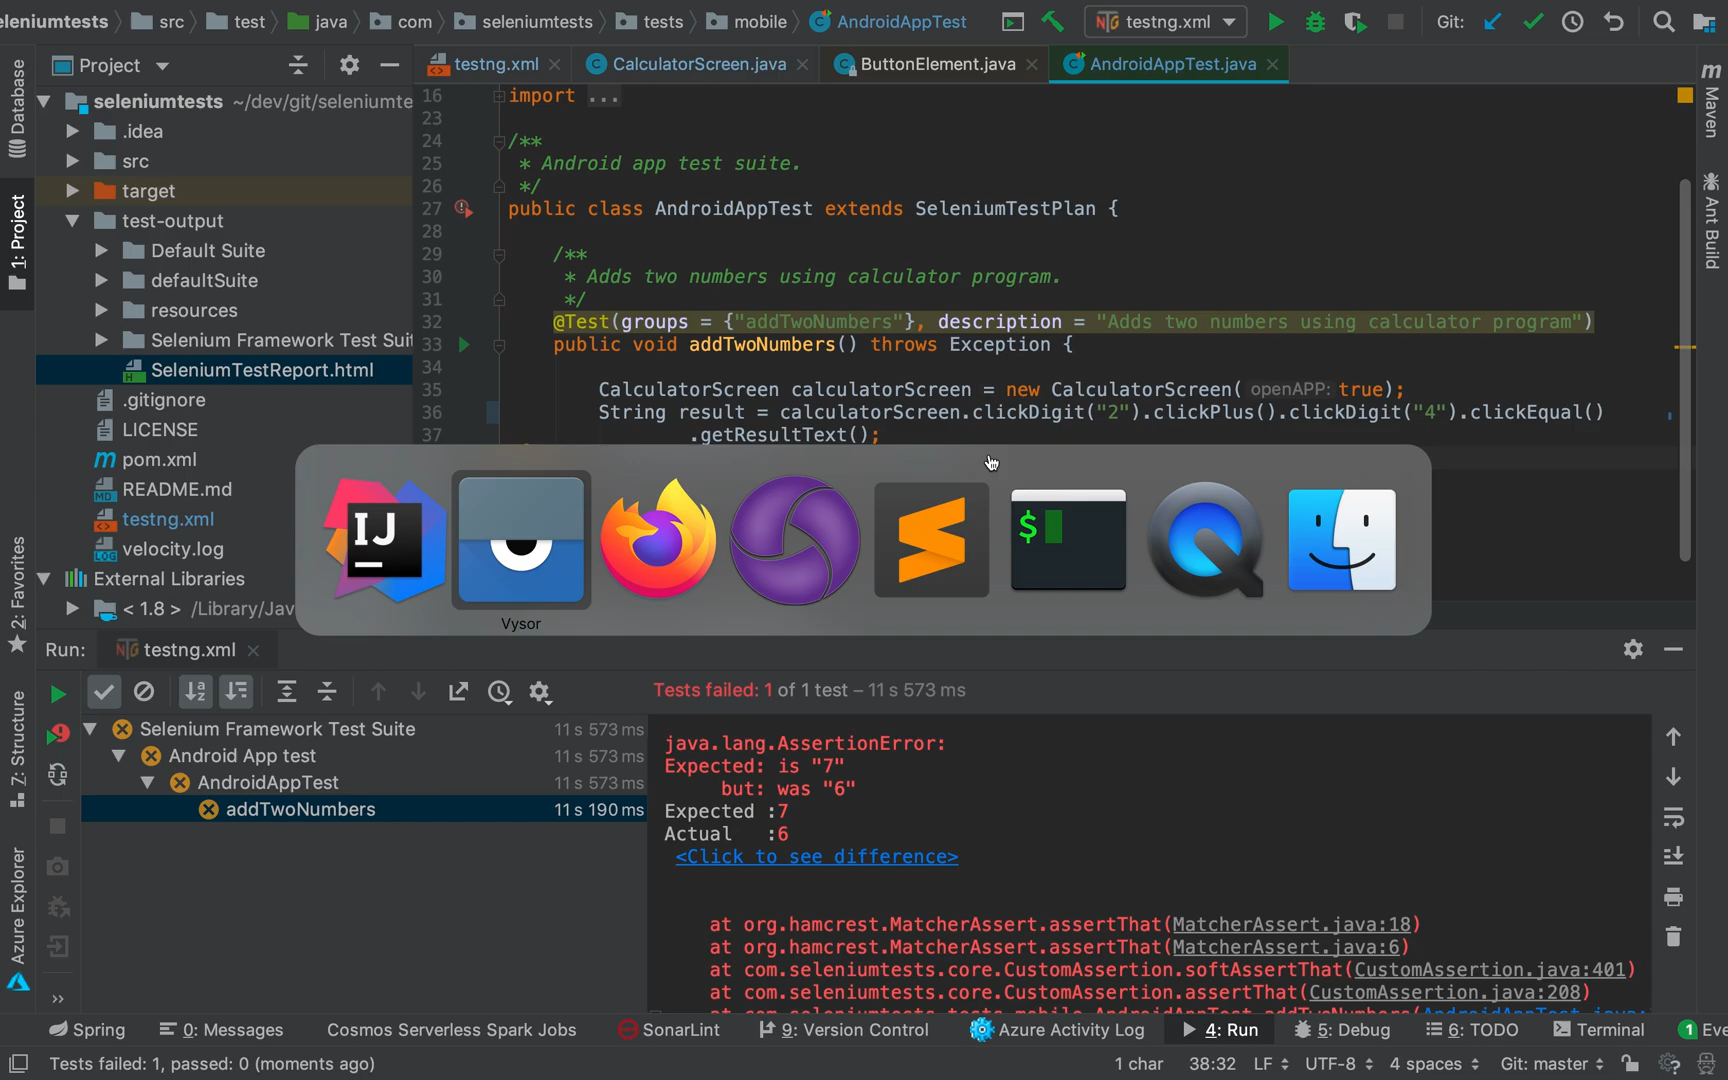 eleniumtests src test java com seleniumtests tests mobile AndroidAppTest testng.xml Git:
Project testng.xml CalculatorScreen.java ButtonElement.java AndroidAppTest.java
Database
1: Project
2: Favorites
Z: Structure
Azure Explorer
seleniumtests ~/dev/git/seleniumte
.idea
src
target
test-output
Default Suite
defaultSuite
resources
Selenium Framework Test Suit
SeleniumTestReport.html
.gitignore
LICENSE
pom.xml
README.md
testng.xml
velocity.log
External Libraries
< 1.8 > /Library/Jav
16 import ...
23
24 /**
25 * Android app test suite.
26 */
27 public class AndroidAppTest extends SeleniumTestPlan {
28
29 /**
30 * Adds two numbers using calculator program.
31 */
32 @Test(groups = {"addTwoNumbers"}, description = "Adds two numbers using calculator program")
33 public void addTwoNumbers() throws Exception {
34
35 CalculatorScreen calculatorScreen = new CalculatorScreen( openAPP: true);
36 String result = calculatorScreen.clickDigit("2").clickPlus().clickDigit("4").clickEqual()
37 .getResultText();
m Maven
Ant Build
IJ
$
Vysor
Run: testng.xml
Tests failed: 1 of 1 test – 11 s 573 ms
Selenium Framework Test Suite 11 s 573 ms
Android App test 11 s 573 ms
AndroidAppTest 11 s 573 ms
addTwoNumbers 11 s 190 ms
java.lang.AssertionError:
Expected: is "7"
but: was "6"
Expected :7
Actual :6
<Click to see difference>
at org.hamcrest.MatcherAssert.assertThat(MatcherAssert.java:18)
at org.hamcrest.MatcherAssert.assertThat(MatcherAssert.java:6)
at com.seleniumtests.core.CustomAssertion.softAssertThat(CustomAssertion.java:401)
at com.seleniumtests.core.CustomAssertion.assertThat(CustomAssertion.java:208)
at com.seleniumtests.tests.mobile.AndroidAppTest.addTwoNumbers(AndroidAppTest.java:
Spring 0: Messages Cosmos Serverless Spark Jobs SonarLint 9: Version Control Azure Activity Log 4: Run 5: Debug 6: TODO Terminal 1 Eve
Tests failed: 1, passed: 0 (moments ago) 1 char 38:32 LF UTF-8 4 spaces Git: master